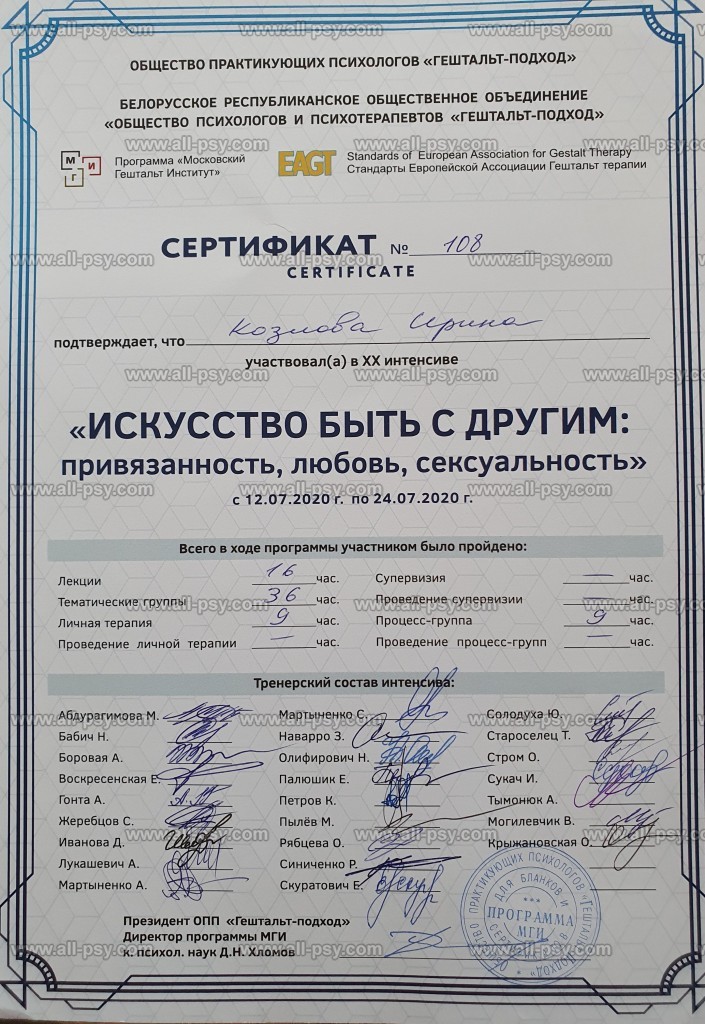 ОБЩЕСТВО ПРАКТИКУЮЩИХ ПСИХОЛОГОВ «ГЕШТАЛЬТ-ПОДХОД»
БЕЛОРУССКОЕ РЕСПУБЛИКАНСКОЕ ОБЩЕСТВЕННОЕ ОБЪЕДИНЕНИЕ
«ОБЩЕСТВО ПСИХОЛОГОВ И ПСИХОТЕРАПЕВТОВ «ГЕШТАЛЬТ-ПОДХОД»
М И Г
Программа «Московский
Гештальт Институт»
EAGT
Standards of European Association for Gestalt Therapy
Стандарты Европейской Ассоциации Гештальт терапии
СЕРТИФИКАТ № 108
CERTIFICATE
подтверждает, что Козлова Ирина
участвовал(а) в XX интенсиве
«ИСКУССТВО БЫТЬ С ДРУГИМ:
привязанность, любовь, сексуальность»
с 12.07.2020 г. по 24.07.2020 г.
Всего в ходе программы участником было пройдено:
Лекции 16 час. Супервизия — час.
Тематические группы 36 час. Проведение супервизии — час.
Личная терапия 9 час. Процесс-группа 9 час.
Проведение личной терапии — час. Проведение процесс-групп — час.
Тренерский состав интенсива:
Абдурагимова М. Мартыненко С. Солодуха Ю.
Бабич Н. Наварро З. Староселец Т.
Боровая А. Олифирович Н. Стром О.
Воскресенская Е. Палюшик Е. Сукач И.
Гонта А. Петров К. Тымонюк А.
Жеребцов С. Пылёв М. Могилевчик В.
Иванова Д. Рябцева О. Крыжановская О.
Лукашевич А. Синиченко Р.
Мартыненко А. Скуратович Е.
Президент ОПП «Гештальт-подход»
Директор программы МГИ
к. психол. наук Д.Н. Хломов
ПРОГРАММА
МГИ
www.all-psy.com